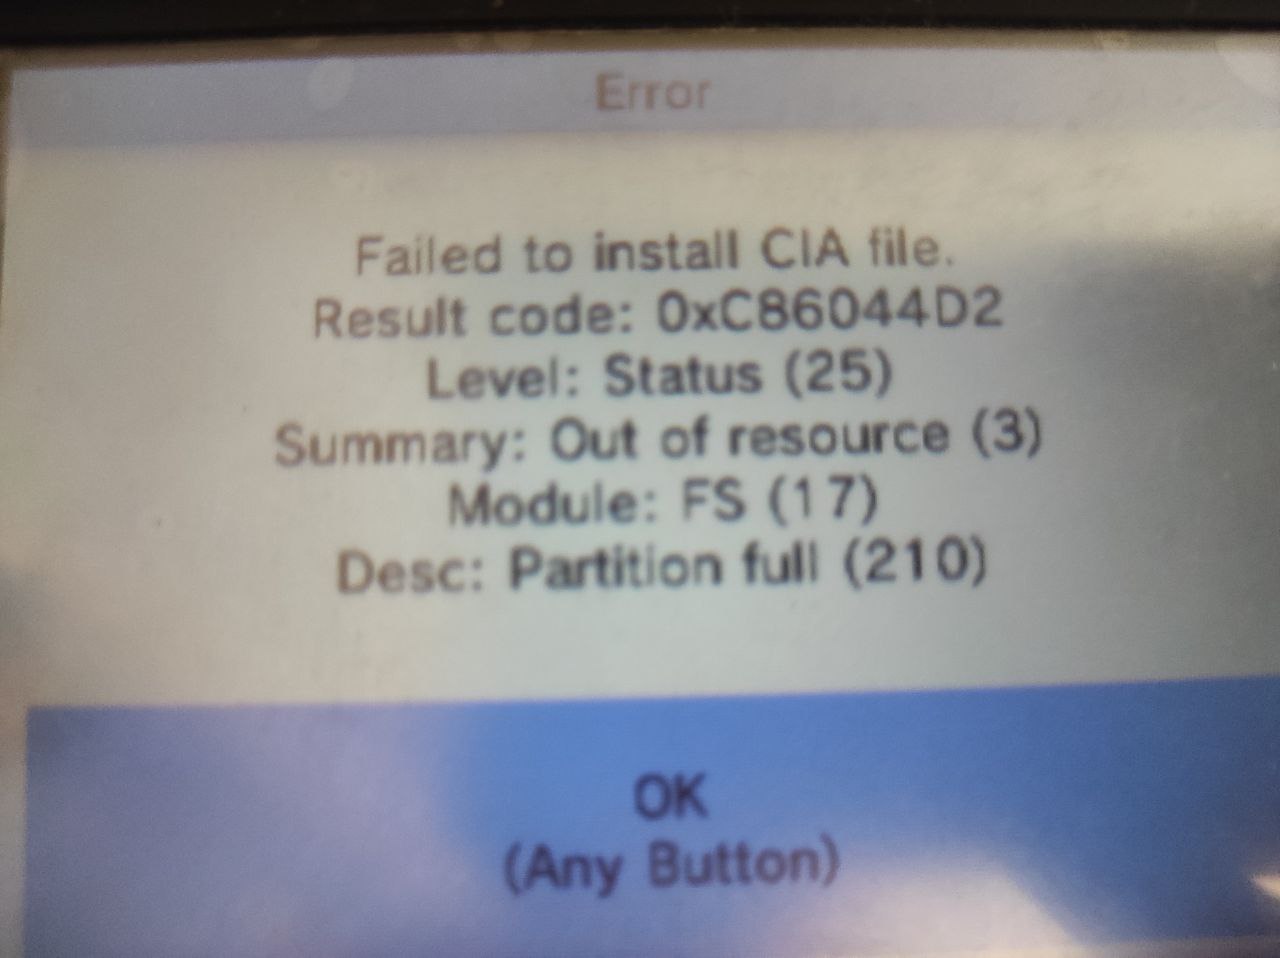 Error
Failed to install CIA file.
Result code: 0xC86044D2
Level: Status (25)
Summary: Out of resource (3)
Module: FS (17)
Desc: Partition full (210)
OK
(Any Button)